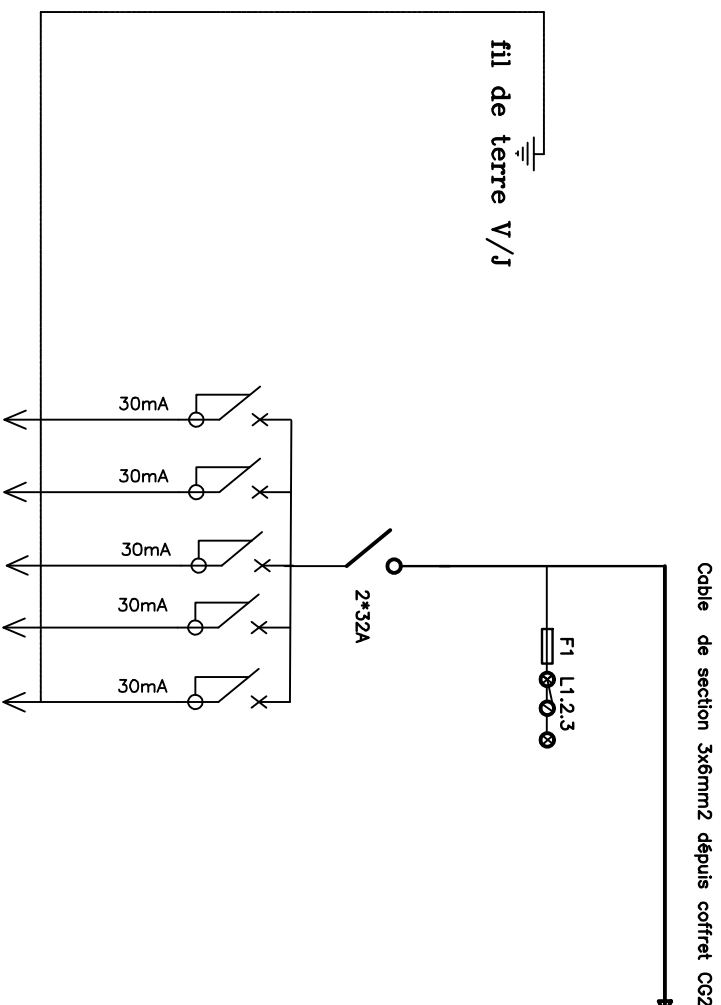 Cable de section 3x6mm2 dépuis coffret CG2
fil de terre V/J
F1 L1.2.3
2*32A
30mA
30mA
30mA
30mA
30mA